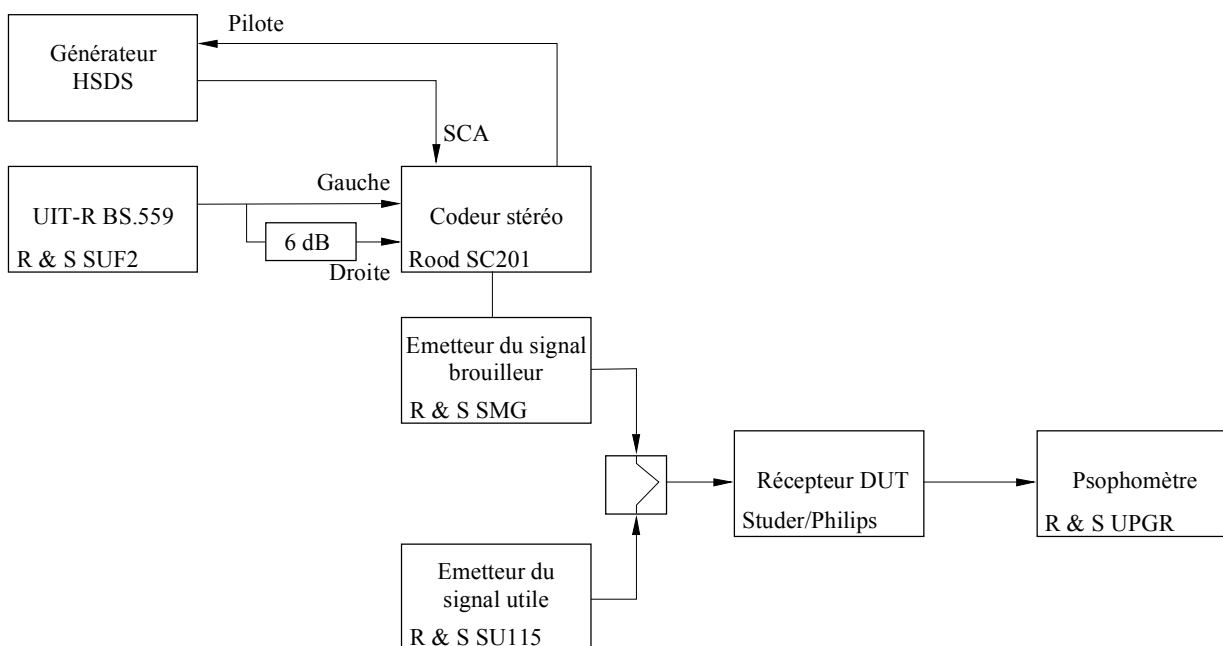 Pilote
Générateur
HSDS
SCA
UIT-R BS.559
R & S SUF2
Gauche
6 dB
Droite
Codeur stéréo
Rood SC201
Emetteur du signal
brouilleur
R & S SMG
Récepteur DUT
Studer/Philips
Psophomètre
R & S UPGR
Emetteur du
signal utile
R & S SU115